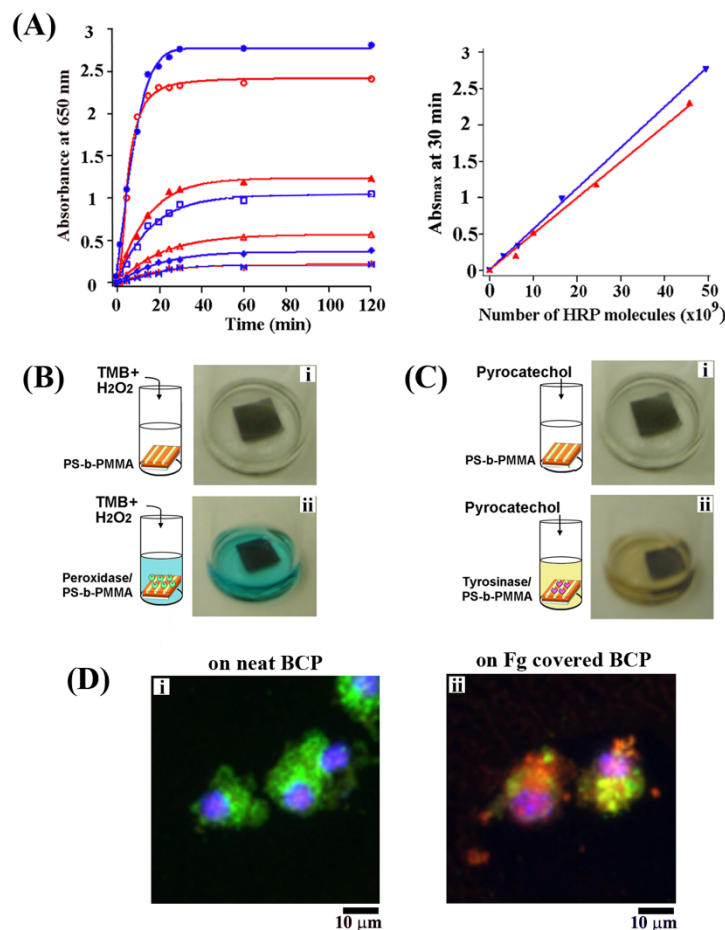 (A)
Absorbance at 650 nm
3
2.5
2
1.5
1
0.5
0
0 20 40 60 80 100 120
Time (min)
Absmax at 30 min
3
2.5
2
1.5
1
0.5
0
0 10 20 30 40 50
Number of HRP molecules (x10⁹)
(B)
TMB+
H2O2
PS-b-PMMA
i
TMB+
H2O2
Peroxidase/
PS-b-PMMA
ii
(C)
Pyrocatechol
PS-b-PMMA
i
Pyrocatechol
Tyrosinase/
PS-b-PMMA
ii
(D)
on neat BCP
i
10 µm
on Fg covered BCP
ii
10 µm